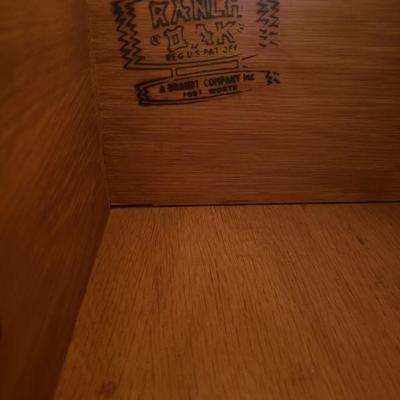 RANCH
® OAK
REG U S PAT OFF
A BRANDT COMPANY INC
FORT WORTH